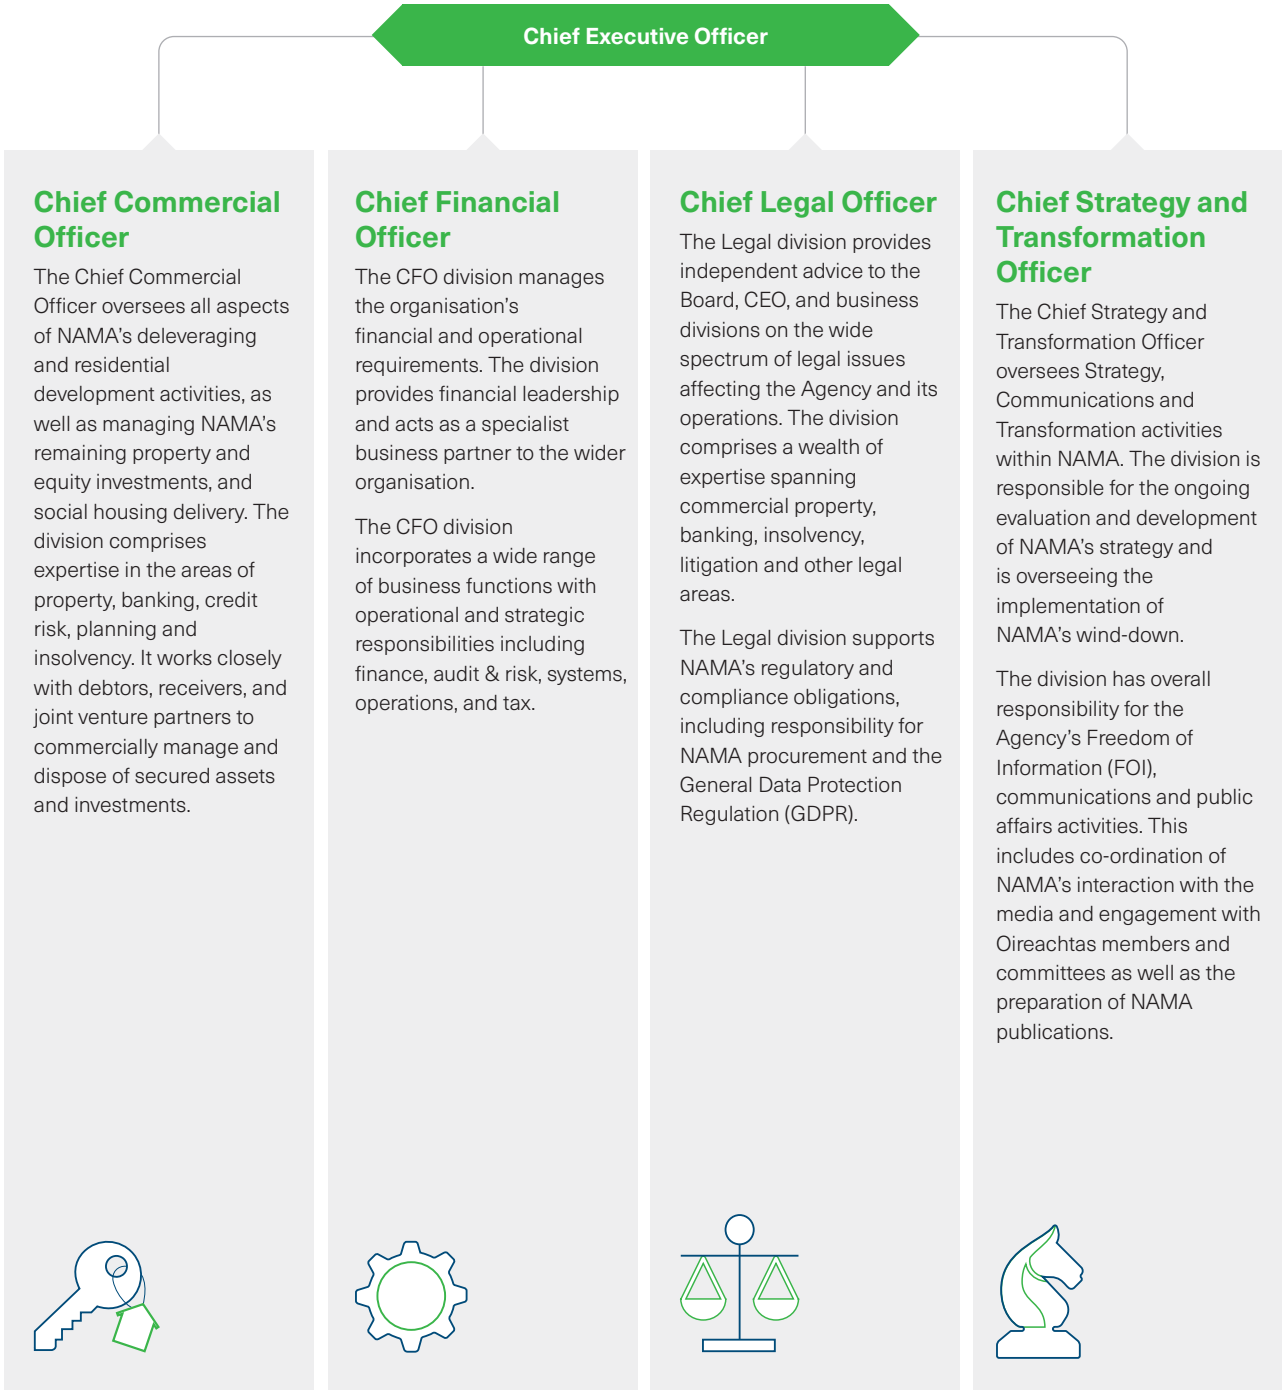 Chief Executive Officer
Chief Commercial
Officer
The Chief Commercial
Officer oversees all aspects
of NAMA's deleveraging
and residential
development activities, as
well as managing NAMA's
remaining property and
equity investments, and
social housing delivery. The
division comprises
expertise in the areas of
property, banking, credit
risk, planning and
insolvency. It works closely
with debtors, receivers, and
joint venture partners to
commercially manage and
dispose of secured assets
and investments.
Chief Financial
Officer
The CFO division manages
the organisation's
financial and operational
requirements. The division
provides financial leadership
and acts as a specialist
business partner to the wider
organisation.
The CFO division
incorporates a wide range
of business functions with
operational and strategic
responsibilities including
finance, audit & risk, systems,
operations, and tax.
Chief Legal Officer
The Legal division provides
independent advice to the
Board, CEO, and business
divisions on the wide
spectrum of legal issues
affecting the Agency and its
operations. The division
comprises a wealth of
expertise spanning
commercial property,
banking, insolvency,
litigation and other legal
areas.
The Legal division supports
NAMA's regulatory and
compliance obligations,
including responsibility for
NAMA procurement and the
General Data Protection
Regulation (GDPR).
Chief Strategy and
Transformation
Officer
The Chief Strategy and
Transformation Officer
oversees Strategy,
Communications and
Transformation activities
within NAMA. The division is
responsible for the ongoing
evaluation and development
of NAMA's strategy and
is overseeing the
implementation of
NAMA's wind-down.
The division has overall
responsibility for the
Agency's Freedom of
Information (FOI),
communications and public
affairs activities. This
includes co-ordination of
NAMA's interaction with the
media and engagement with
Oireachtas members and
committees as well as the
preparation of NAMA
publications.